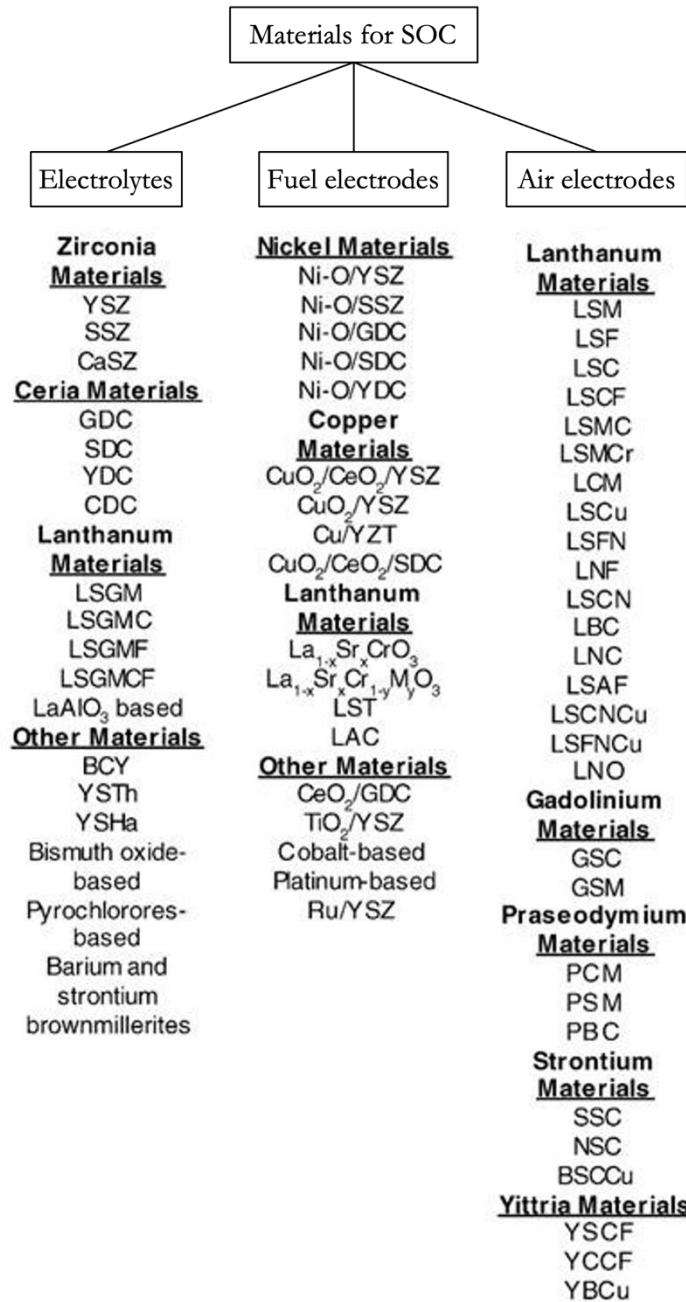 Materials for SOC
Electrolytes
Fuel electrodes
Air electrodes
Zirconia
Materials
YSZ
SSZ
CaSZ
Ceria Materials
GDC
SDC
YDC
CDC
Lanthanum
Materials
LSGM
LSGMC
LSGMF
LSGMCF
LaAlO₃ based
Other Materials
BCY
YSTh
YSHa
Bismuth oxide-
based
Pyrochlorores-
based
Barium and
strontium
brownmillerites
Nickel Materials
Ni-O/YSZ
Ni-O/SSZ
Ni-O/GDC
Ni-O/SDC
Ni-O/YDC
Copper
Materials
CuO₂/CeO₂/YSZ
CuO₂/YSZ
Cu/YZT
CuO₂/CeO₂/SDC
Lanthanum
Materials
La₁₋ₓSrₓCrO₃
La₁₋ₓSrₓCr₁₋ᵧMᵧO₃
LST
LAC
Other Materials
CeO₂/GDC
TiO₂/YSZ
Cobalt-based
Platinum-based
Ru/YSZ
Lanthanum
Materials
LSM
LSF
LSC
LSCF
LSMC
LSMCr
LCM
LSCu
LSFN
LNF
LSCN
LBC
LNC
LSAF
LSCNCu
LSFNCu
LNO
Gadolinium
Materials
GSC
GSM
Praseodymium
Materials
PCM
PSM
PBC
Strontium
Materials
SSC
NSC
BSCCu
Yittria Materials
YSCF
YCCF
YBCu